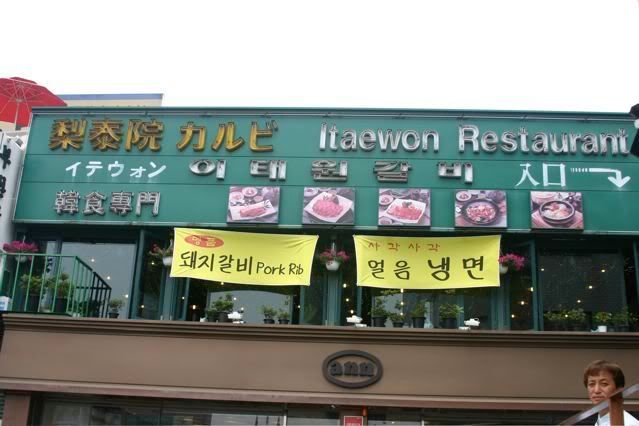 梨泰院 カルビ Itaewon Restaurant
イテウォン 이태원갈비 入口
韓食専門
명품
돼지갈비 Pork Rib
사각사각
얼음 냉면
ann